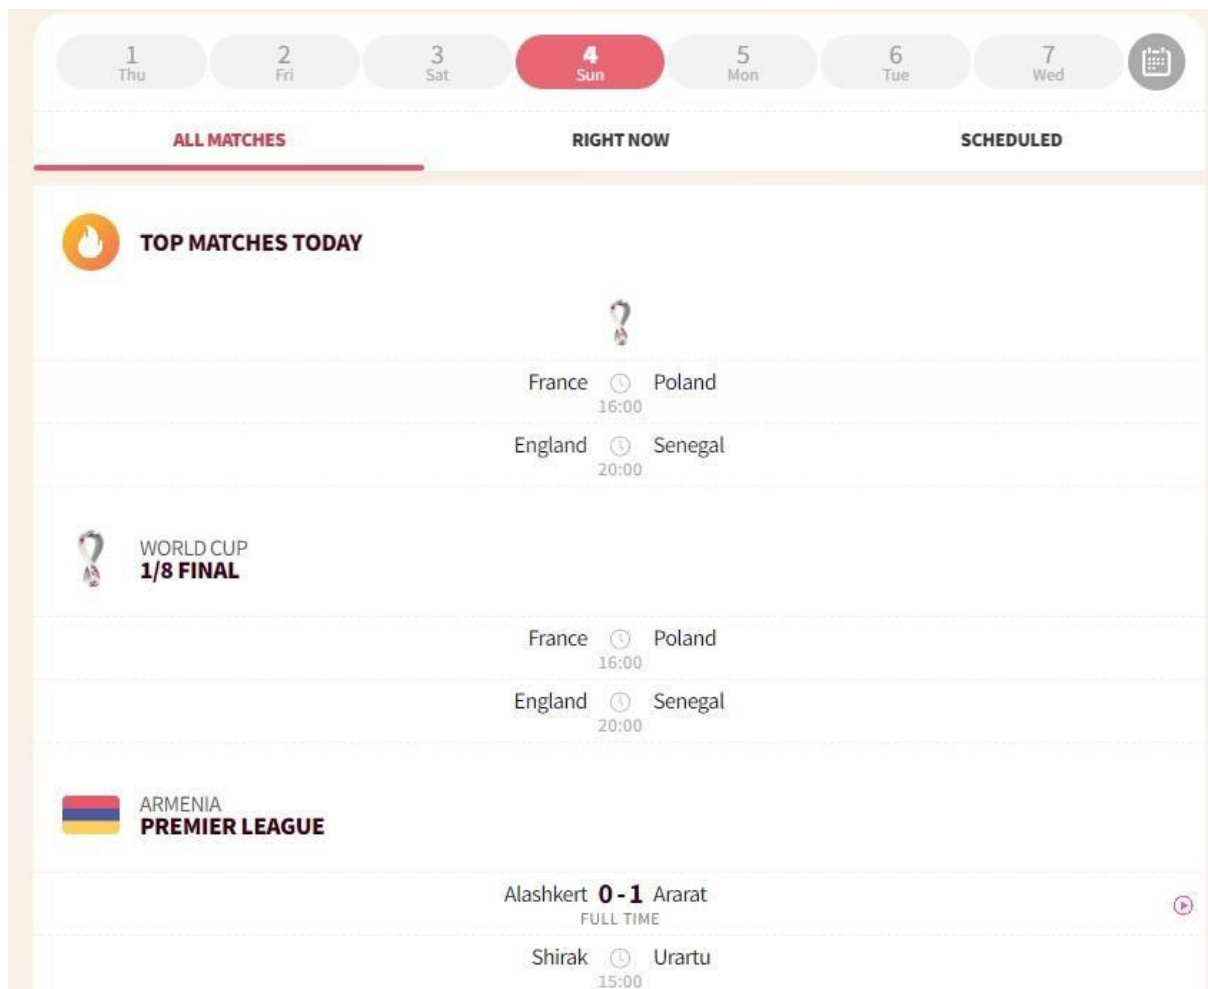 1 2 3 4 5 6 7
Thu Fri Sat Sun Mon Tue Wed
ALL MATCHES RIGHT NOW SCHEDULED
TOP MATCHES TODAY
France Poland
16:00
England Senegal
20:00
WORLD CUP
1/8 FINAL
France Poland
16:00
England Senegal
20:00
ARMENIA
PREMIER LEAGUE
Alashkert 0 - 1 Ararat
FULL TIME
Shirak Urartu
15:00